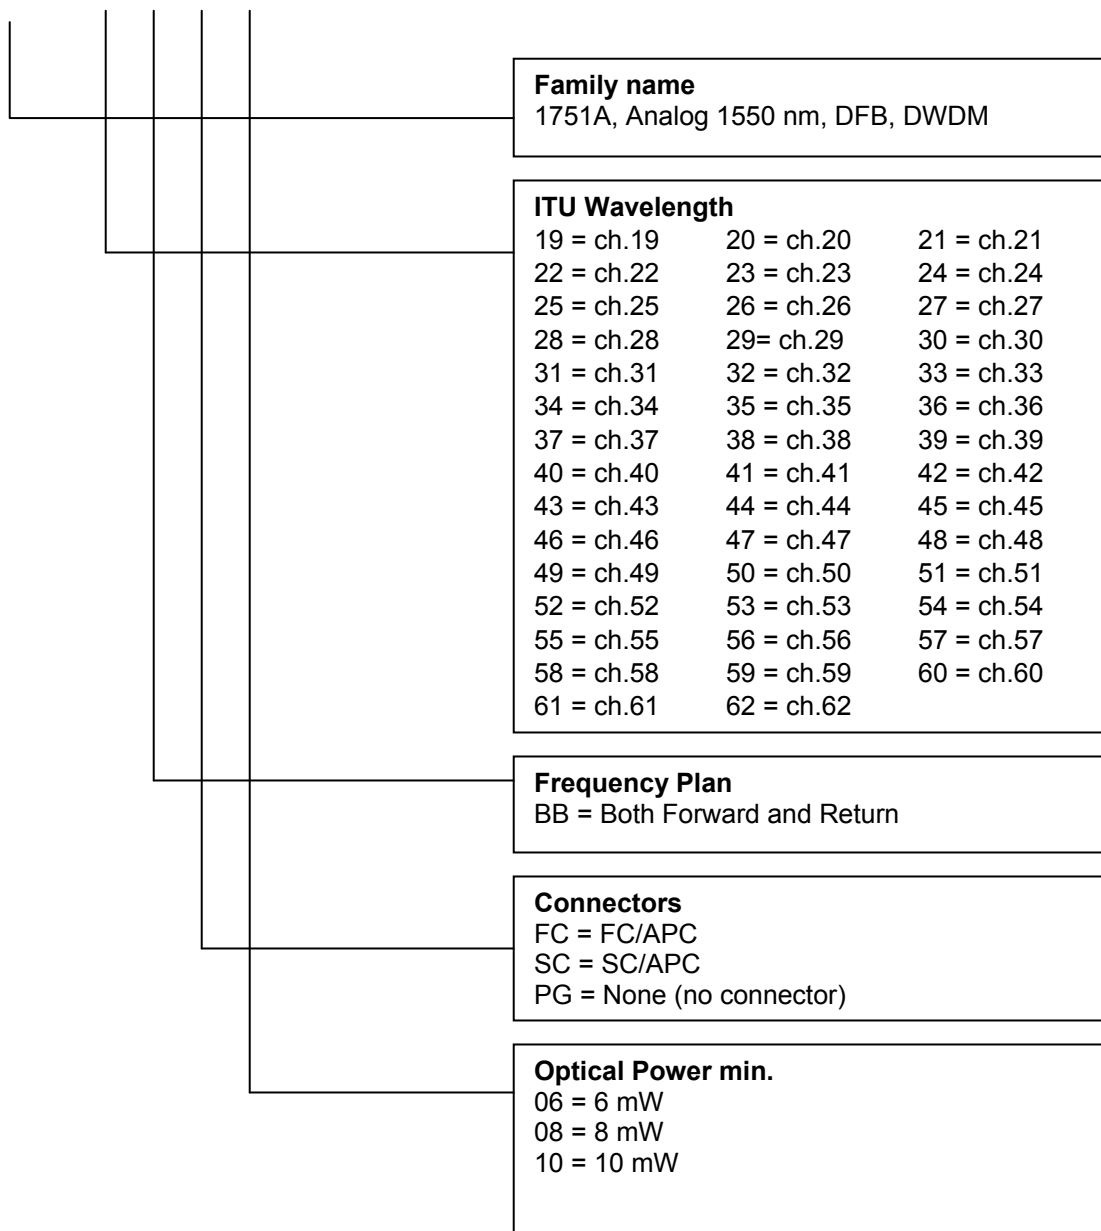 Family name
1751A, Analog 1550 nm, DFB, DWDM
ITU Wavelength
19 = ch.19 20 = ch.20 21 = ch.21
22 = ch.22 23 = ch.23 24 = ch.24
25 = ch.25 26 = ch.26 27 = ch.27
28 = ch.28 29= ch.29 30 = ch.30
31 = ch.31 32 = ch.32 33 = ch.33
34 = ch.34 35 = ch.35 36 = ch.36
37 = ch.37 38 = ch.38 39 = ch.39
40 = ch.40 41 = ch.41 42 = ch.42
43 = ch.43 44 = ch.44 45 = ch.45
46 = ch.46 47 = ch.47 48 = ch.48
49 = ch.49 50 = ch.50 51 = ch.51
52 = ch.52 53 = ch.53 54 = ch.54
55 = ch.55 56 = ch.56 57 = ch.57
58 = ch.58 59 = ch.59 60 = ch.60
61 = ch.61 62 = ch.62
Frequency Plan
BB = Both Forward and Return
Connectors
FC = FC/APC
SC = SC/APC
PG = None (no connector)
Optical Power min.
06 = 6 mW
08 = 8 mW
10 = 10 mW